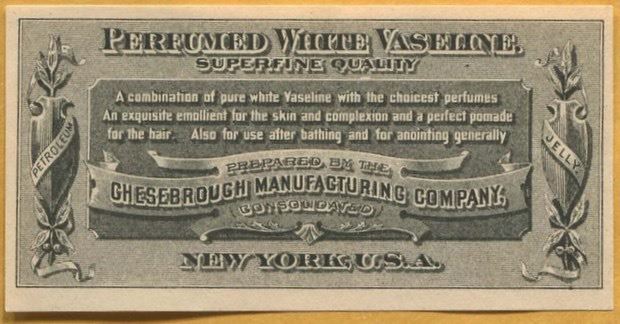 PERFUMED WHITE VASELINE.
SUPERFINE QUALITY
A combination of pure white Vaseline with the choicest perfumes
An exquisite emollient for the skin and complexion and a perfect pomade
for the hair. Also for use after bathing and for anointing generally
PETROLEUM
JELLY.
PREPARED BY THE
CHESEBROUGH MANUFACTURING COMPANY,
(CONSOLIDATED)
NEW YORK, U.S.A.